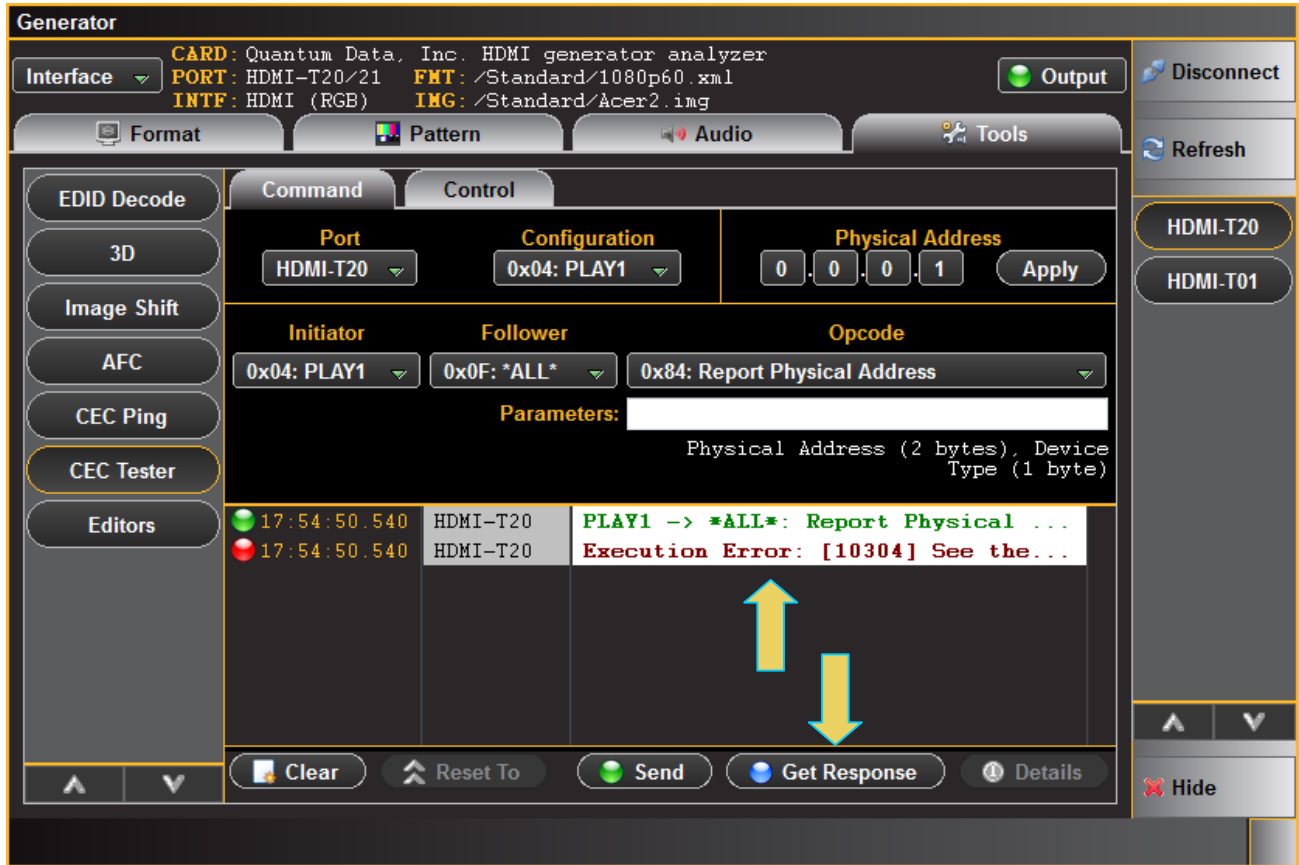 Generator
Interface
CARD: Quantum Data, Inc. HDMI generator analyzer
PORT: HDMI-T20/21 FMT: /Standard/1080p60.xml
INTF: HDMI (RGB) IMG: /Standard/Acer2.img
Output
Disconnect
Format
Pattern
Audio
Tools
Refresh
EDID Decode
3D
Image Shift
AFC
CEC Ping
CEC Tester
Editors
Command
Control
Port
Configuration
Physical Address
HDMI-T20
0x04: PLAY1
0 . 0 . 0 . 1
Apply
Initiator
Follower
Opcode
0x04: PLAY1
0x0F: *ALL*
0x84: Report Physical Address
Parameters:
Physical Address (2 bytes), Device
Type (1 byte)
17:54:50.540 HDMI-T20 PLAY1 -> *ALL*: Report Physical ...
17:54:50.540 HDMI-T20 Execution Error: [10304] See the...
Clear
Reset To
Send
Get Response
Details
HDMI-T20
HDMI-T01
Hide